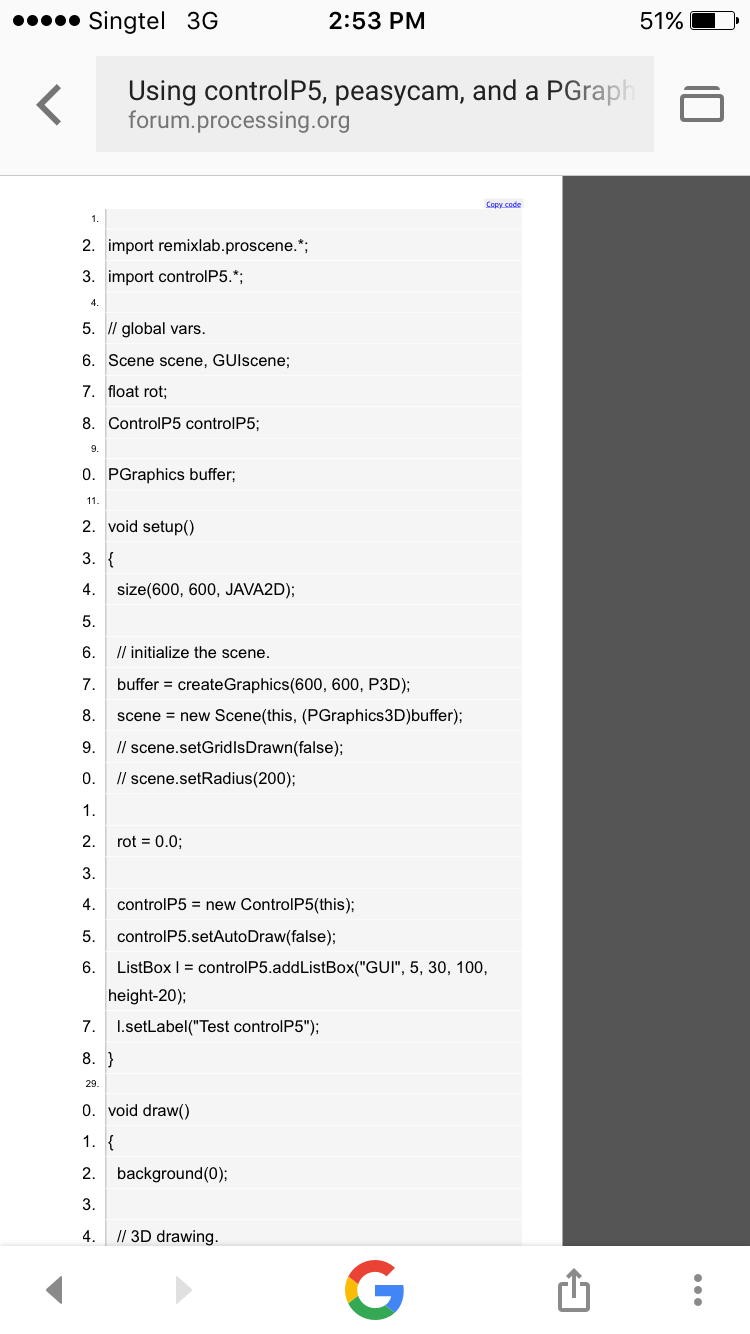 Singtel 3G 2:53 PM 51%
Using controlP5, peasycam, and a PGraph
forum.processing.org
Copy code
1.
2. import remixlab.proscene.*;
3. import controlP5.*;
4.
5. // global vars.
6. Scene scene, GUIscene;
7. float rot;
8. ControlP5 controlP5;
9.
0. PGraphics buffer;
11.
2. void setup()
3. {
4. size(600, 600, JAVA2D);
5.
6. // initialize the scene.
7. buffer = createGraphics(600, 600, P3D);
8. scene = new Scene(this, (PGraphics3D)buffer);
9. // scene.setGridIsDrawn(false);
0. // scene.setRadius(200);
1.
2. rot = 0.0;
3.
4. controlP5 = new ControlP5(this);
5. controlP5.setAutoDraw(false);
6. ListBox l = controlP5.addListBox("GUI", 5, 30, 100,
height-20);
7. l.setLabel("Test controlP5");
8. }
29.
0. void draw()
1. {
2. background(0);
3.
4. // 3D drawing.